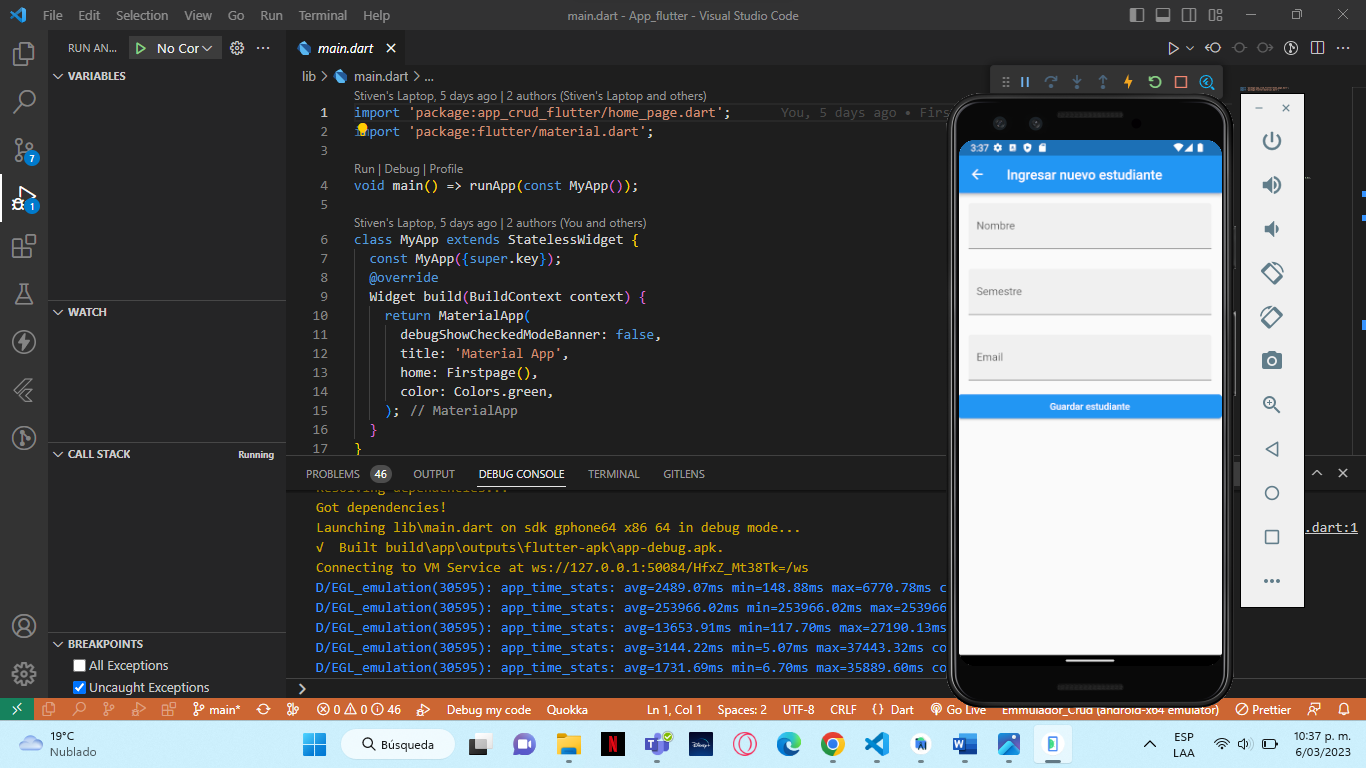 File Edit Selection View Go Run Terminal Help
main.dart - App_flutter - Visual Studio Code
RUN AN...
No Cor
VARIABLES
WATCH
CALL STACK
Running
BREAKPOINTS
All Exceptions
Uncaught Exceptions
7
1
main.dart
lib > main.dart > ...
Stiven's Laptop, 5 days ago | 2 authors (Stiven's Laptop and others)
1 import 'package:app_crud_flutter/home_page.dart'; You, 5 days ago • Firs
2 import 'package:flutter/material.dart';
3
Run | Debug | Profile
4 void main() => runApp(const MyApp());
5
Stiven's Laptop, 5 days ago | 2 authors (You and others)
6 class MyApp extends StatelessWidget {
7 const MyApp({super.key});
8 @override
9 Widget build(BuildContext context) {
10 return MaterialApp(
11 debugShowCheckedModeBanner: false,
12 title: 'Material App',
13 home: Firstpage(),
14 color: Colors.green,
15 ); // MaterialApp
16 }
17 }
PROBLEMS 46 OUTPUT DEBUG CONSOLE TERMINAL GITLENS
Resolving dependencies...
Got dependencies!
Launching lib\main.dart on sdk gphone64 x86 64 in debug mode...
√ Built build\app\outputs\flutter-apk\app-debug.apk.
Connecting to VM Service at ws://127.0.0.1:50084/HfxZ_Mt38Tk=/ws
D/EGL_emulation(30595): app_time_stats: avg=2489.07ms min=148.88ms max=6770.78ms c
D/EGL_emulation(30595): app_time_stats: avg=253966.02ms min=253966.02ms max=253966
D/EGL_emulation(30595): app_time_stats: avg=13653.91ms min=117.70ms max=27190.13ms
D/EGL_emulation(30595): app_time_stats: avg=3144.22ms min=5.07ms max=37443.32ms co
D/EGL_emulation(30595): app_time_stats: avg=1731.69ms min=6.70ms max=35889.60ms co
.dart:1
3:37
Ingresar nuevo estudiante
Nombre
Semestre
Email
Guardar estudiante
main* 0 0 46 Debug my code Quokka Ln 1, Col 1 Spaces: 2 UTF-8 CRLF {} Dart Go Live Emmulador_Crud (android-x64 emulator) Prettier
19°C
Nublado
Búsqueda
ESP
LAA
10:37 p. m.
6/03/2023